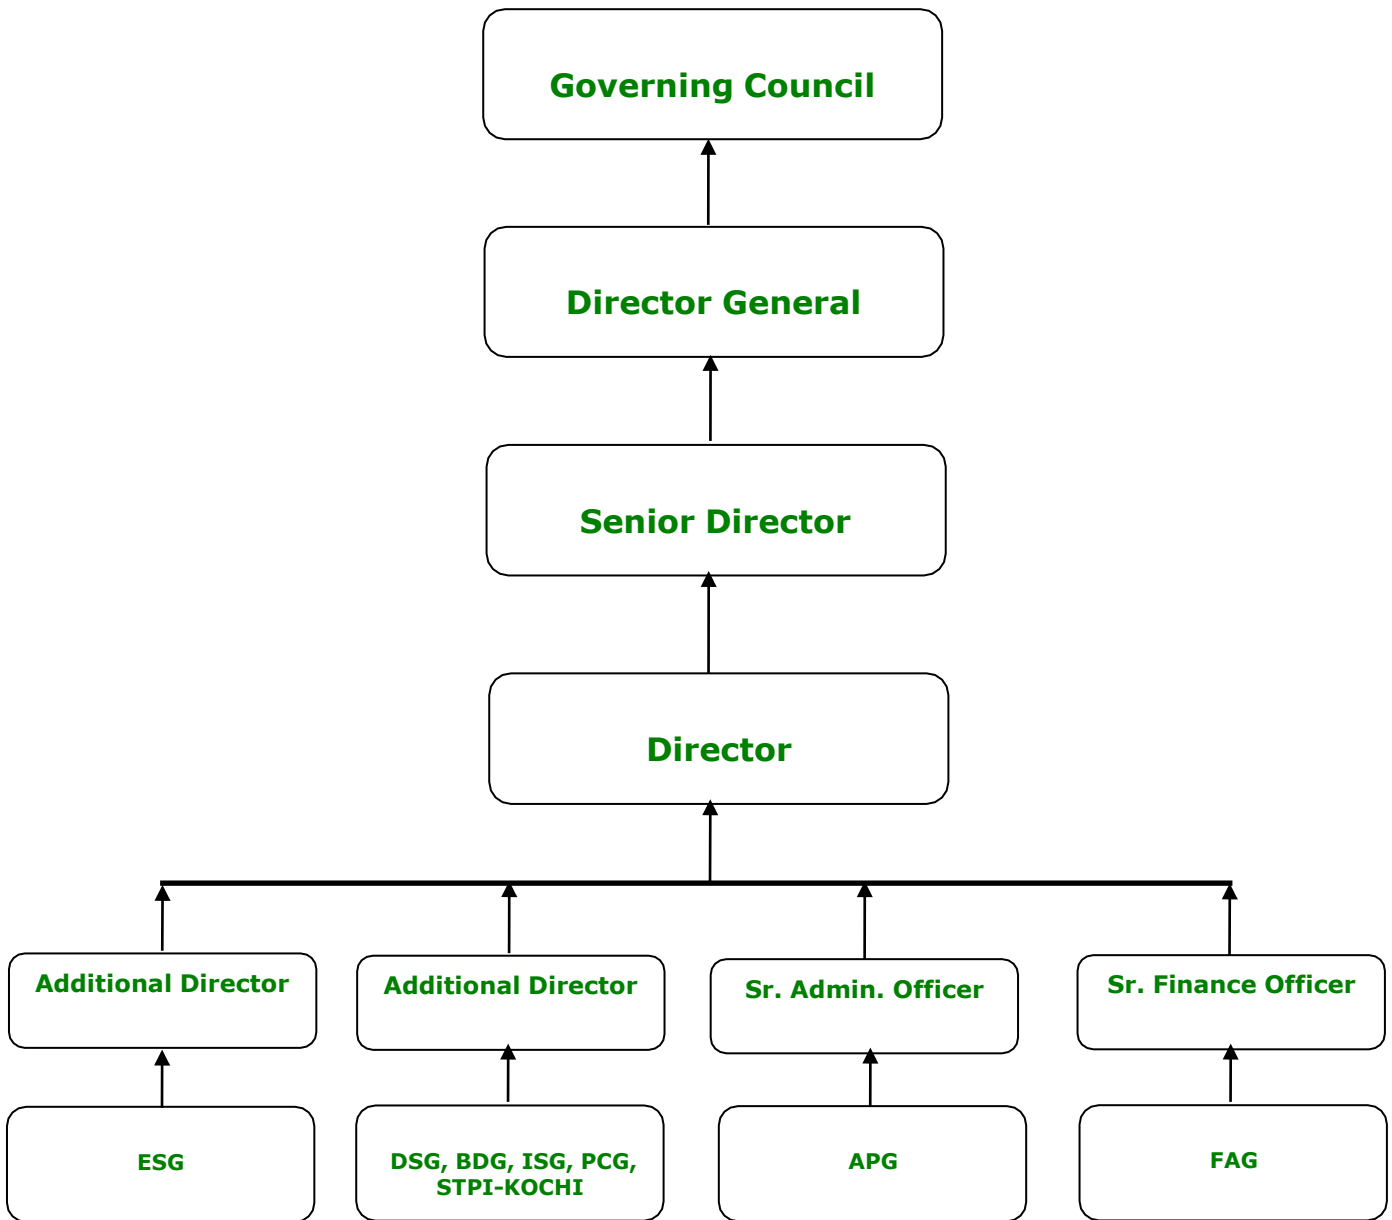 Governing Council
Director General
Senior Director
Director
Additional Director
Additional Director
Sr. Admin. Officer
Sr. Finance Officer
ESG
DSG, BDG, ISG, PCG,
STPI-KOCHI
APG
FAG